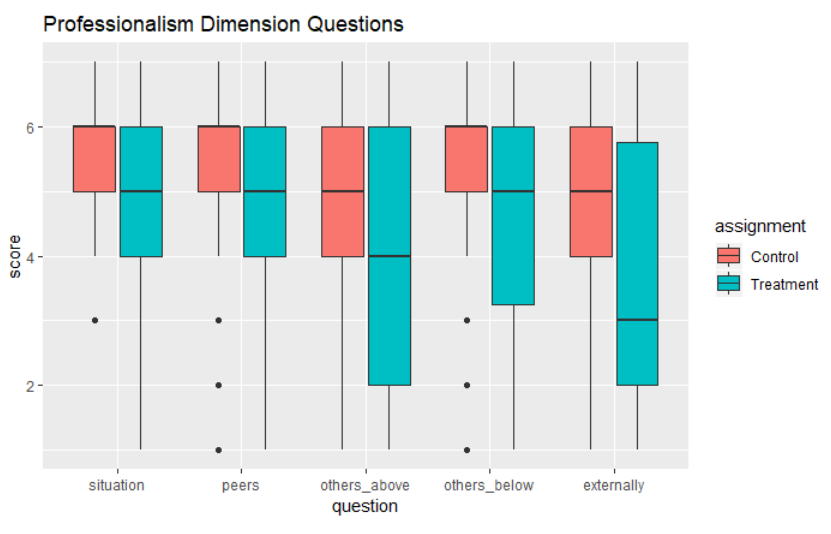 Professionalism Dimension Questions
score
6
4
2
situation peers others_above others_below externally
question
assignment
Control
Treatment